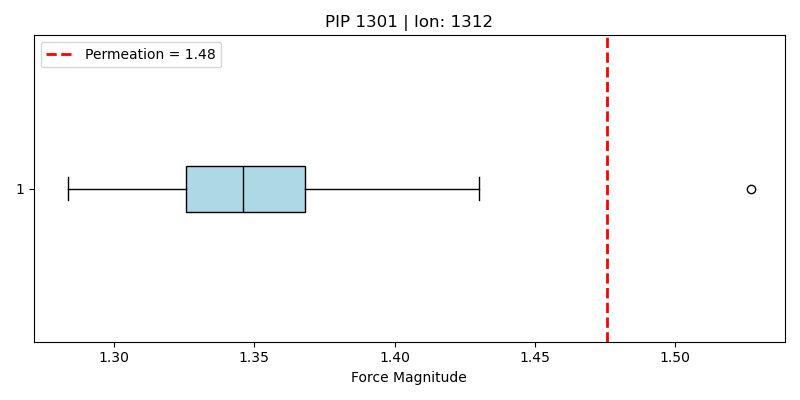 PIP 1301 | Ion: 1312
Permeation = 1.48
1
1.30 1.35 1.40 1.45 1.50
Force Magnitude